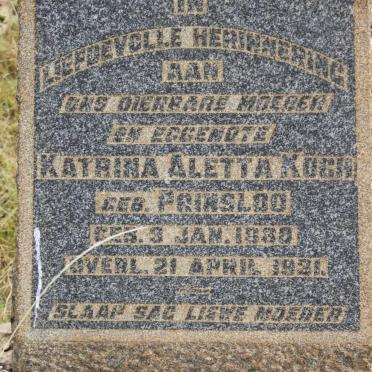 IN
LIEFDEVOLLE HERINNERING
AAN
ONS DIERBARE MOEDER
EN EGGENOTE
KATRINA ALETTA KOCH
GEB. PRINSLOO
GEB. 3 JAN. 1880
OVERL. 21 APRIL 1921.
SLAAP SAG LIEWE MOEDER